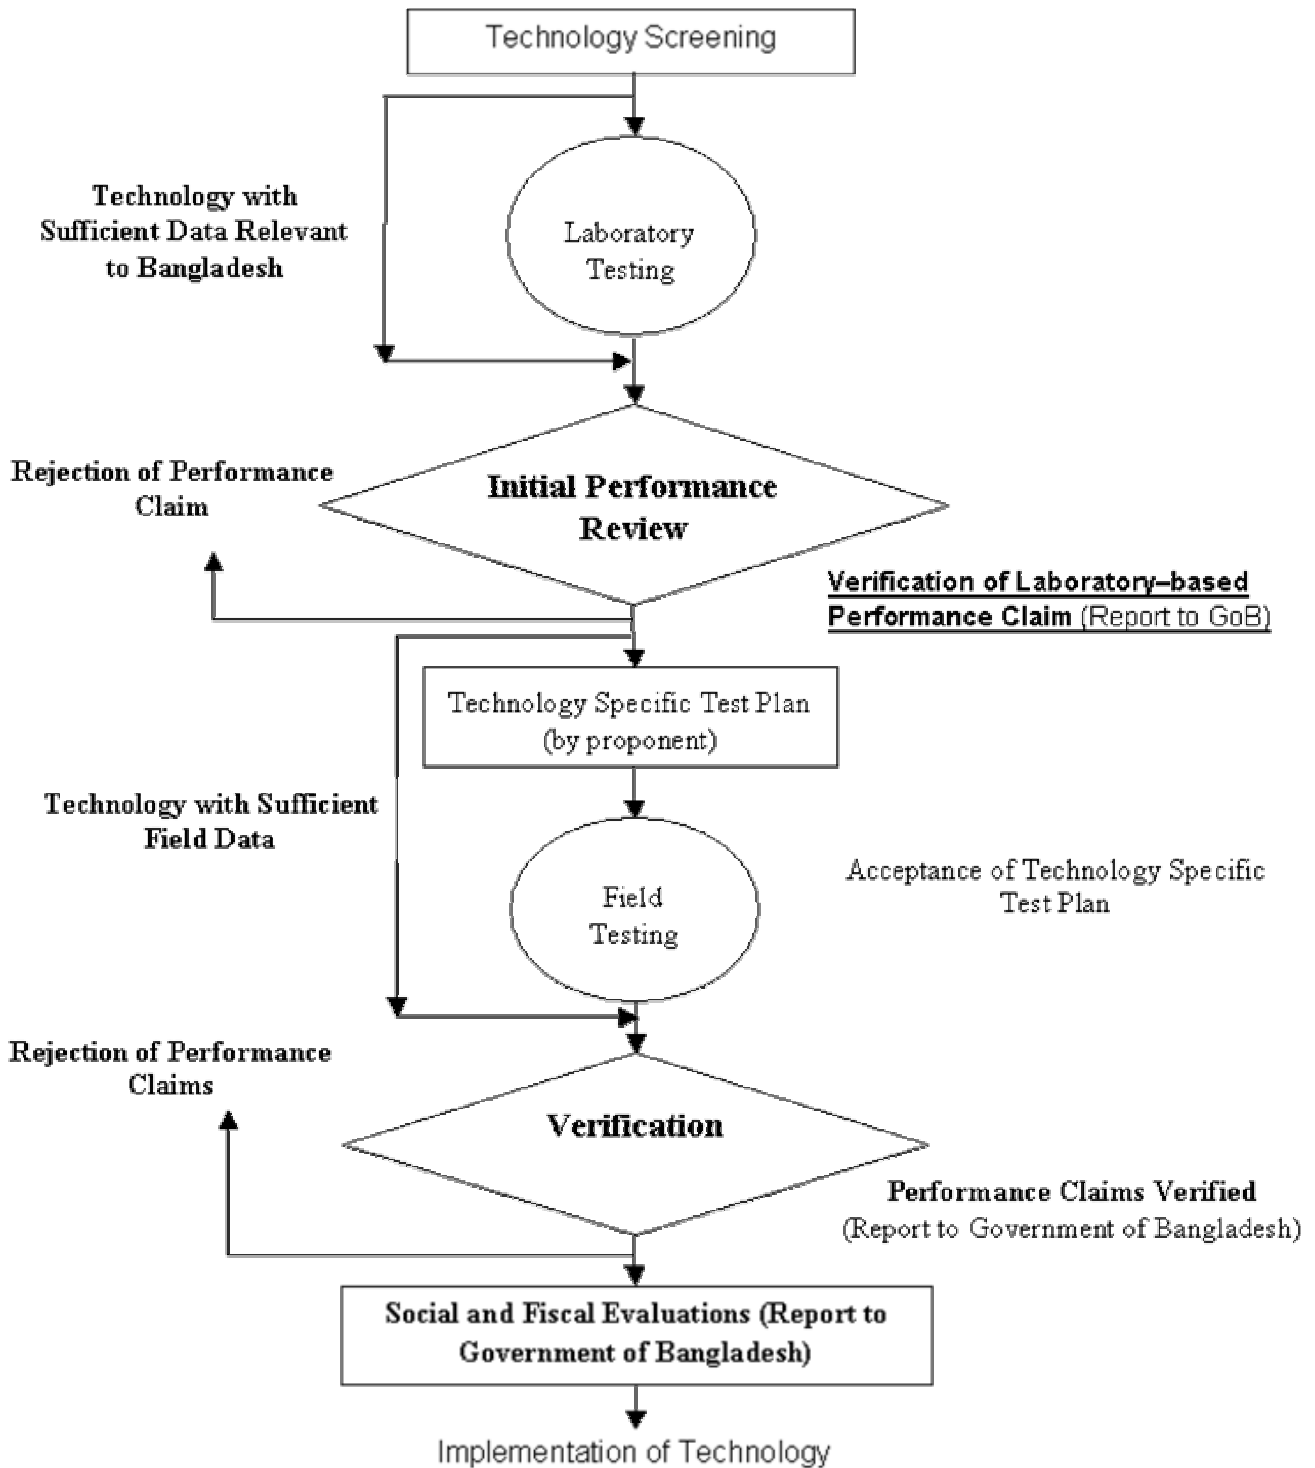 Technology Screening
Technology with
Sufficient Data Relevant
to Bangladesh
Laboratory
Testing
Rejection of Performance
Claim
Initial Performance
Review
Verification of Laboratory–based
Performance Claim (Report to GoB)
Technology Specific Test Plan
(by proponent)
Technology with Sufficient
Field Data
Acceptance of Technology Specific
Test Plan
Field
Testing
Rejection of Performance
Claims
Verification
Performance Claims Verified
(Report to Government of Bangladesh)
Social and Fiscal Evaluations (Report to
Government of Bangladesh)
Implementation of Technology